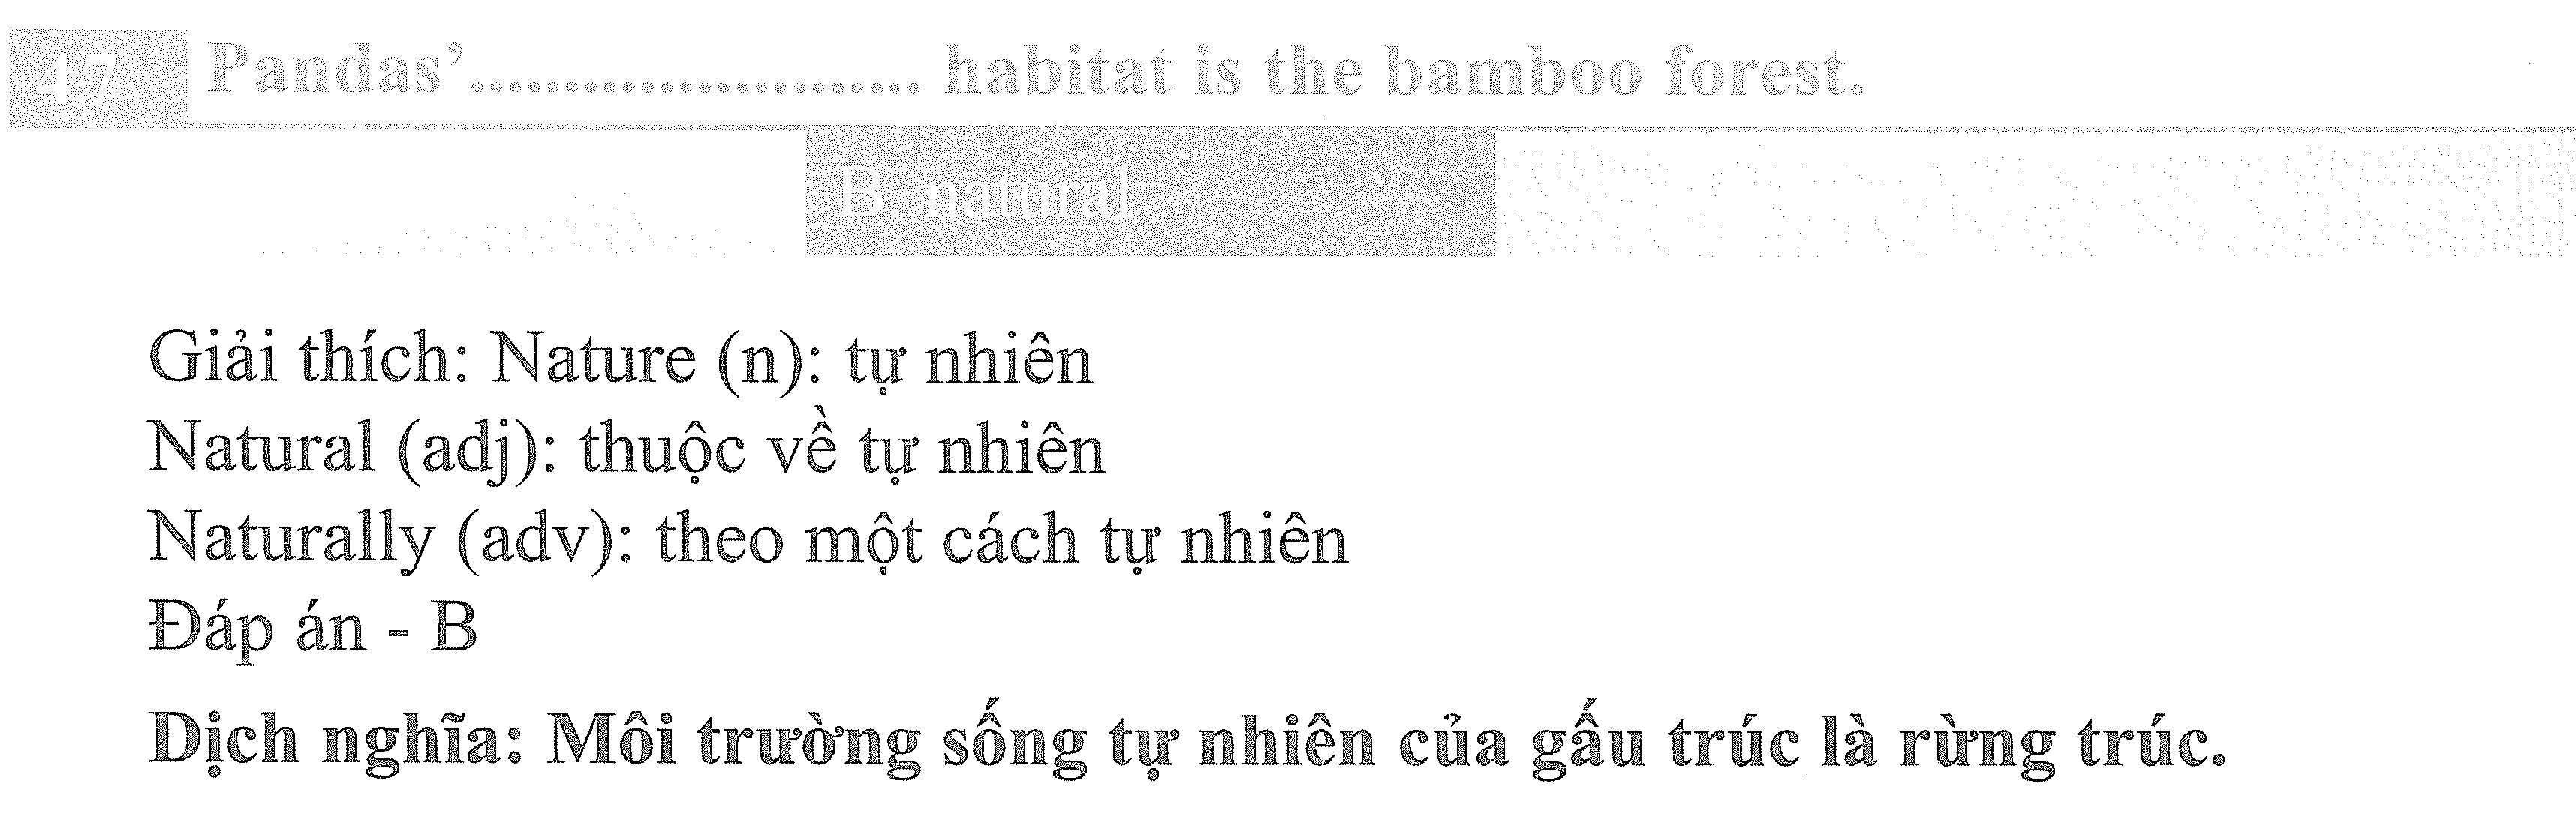 47 Pandas’........................ habitat is the bamboo forest.
B. natural
Giải thích: Nature (n): tự nhiên
Natural (adj): thuộc về tự nhiên
Naturally (adv): theo một cách tự nhiên
Đáp án - B
Dịch nghĩa: Môi trường sống tự nhiên của gấu trúc là rừng trúc.